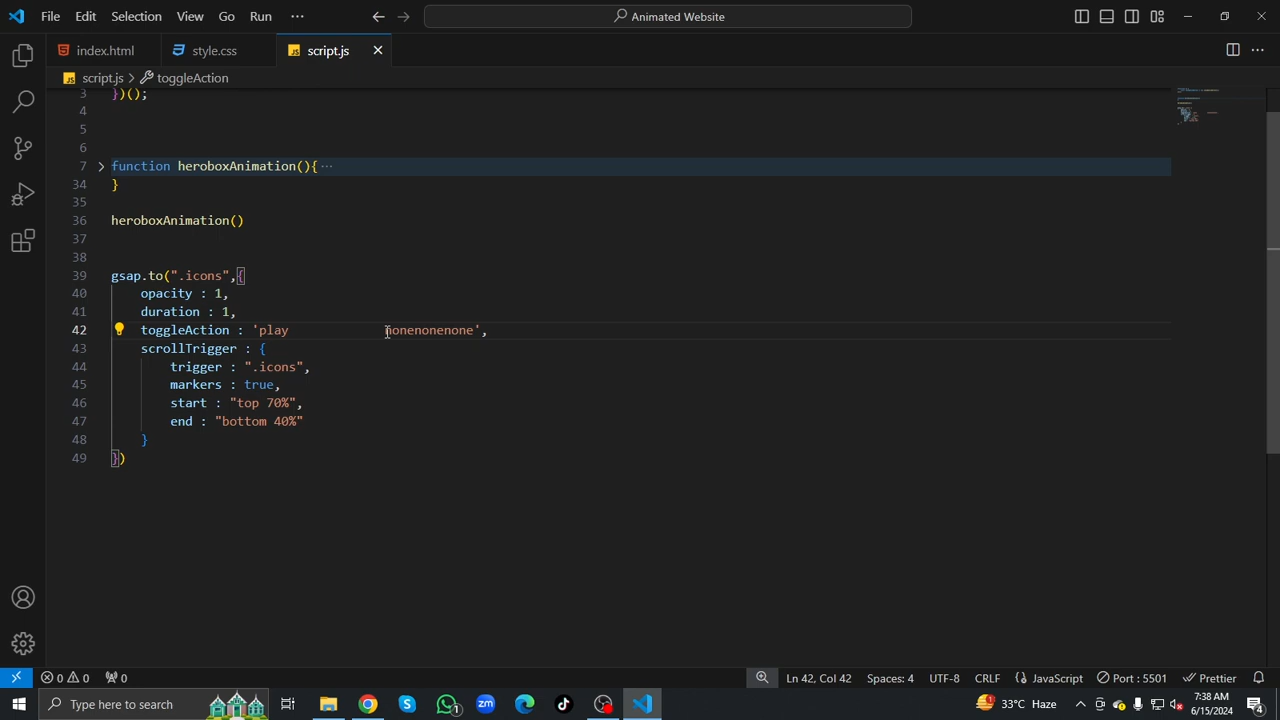 File Edit Selection View Go Run ··· Animated Website
index.html style.css script.js
script.js > toggleAction
3 })();
4
5
6
7 function heroboxAnimation(){ ···
34 }
35
36 heroboxAnimation()
37
38
39 gsap.to(".icons",{
40 opacity : 1,
41 duration : 1,
42 toggleAction : 'play nonenonenone',
43 scrollTrigger : {
44 trigger : ".icons",
45 markers : true,
46 start : "top 70%",
47 end : "bottom 40%"
48 }
49 })
0 0 0 Ln 42, Col 42 Spaces: 4 UTF-8 CRLF {} JavaScript Port : 5501 Prettier
Type here to search 1 zm 33°C Haze 7:38 AM 4
6/15/2024